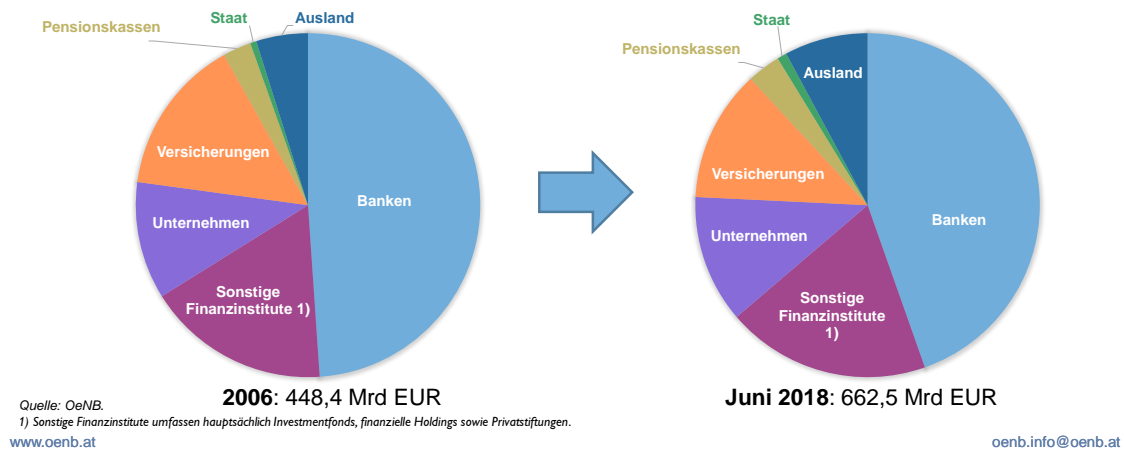 Pensionskassen
Staat
Ausland
Versicherungen
Banken
Unternehmen
Sonstige
Finanzinstitute 1)
2006: 448,4 Mrd EUR
Staat
Pensionskassen
Ausland
Versicherungen
Banken
Unternehmen
Sonstige
Finanzinstitute
1)
Juni 2018: 662,5 Mrd EUR
Quelle: OeNB.
1) Sonstige Finanzinstitute umfassen hauptsächlich Investmentfonds, finanzielle Holdings sowie Privatstiftungen.
www.oenb.at
oenb.info@oenb.at